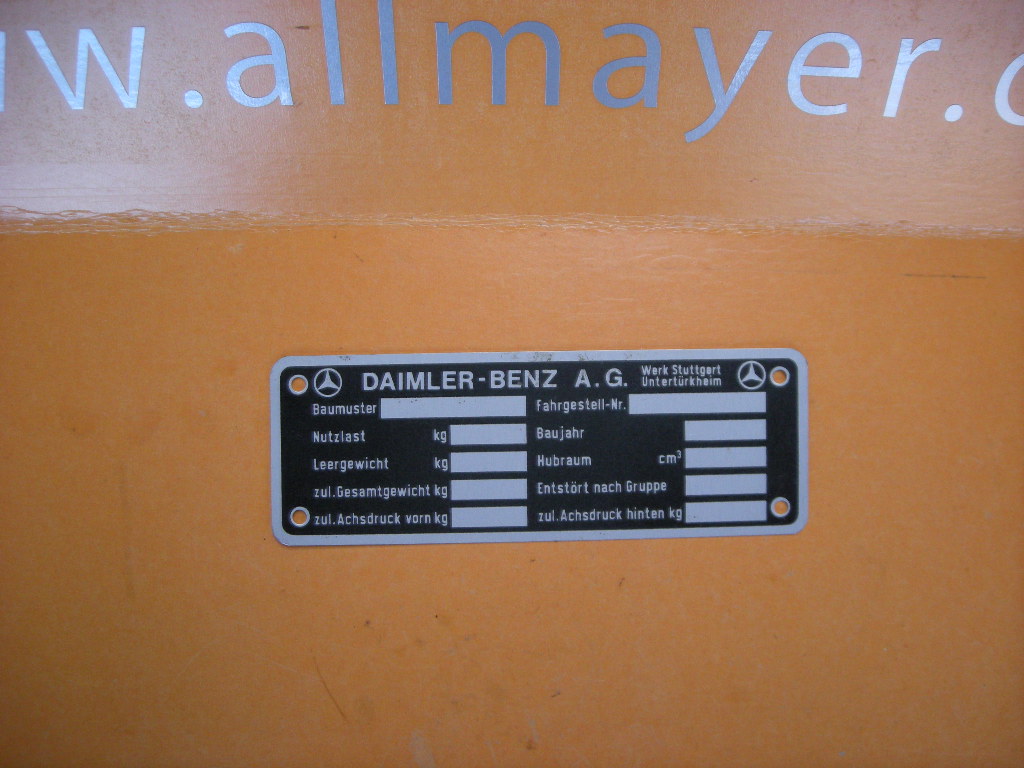 www.allmayer.c
DAIMLER-BENZ A.G. Werk Stuttgart
Untertürkheim
Baumuster Fahrgestell-Nr.
Nutzlast kg Baujahr
Leergewicht kg Hubraum cm³
zul.Gesamtgewicht kg Entstört nach Gruppe
zul.Achsdruck vorn kg zul.Achsdruck hinten kg